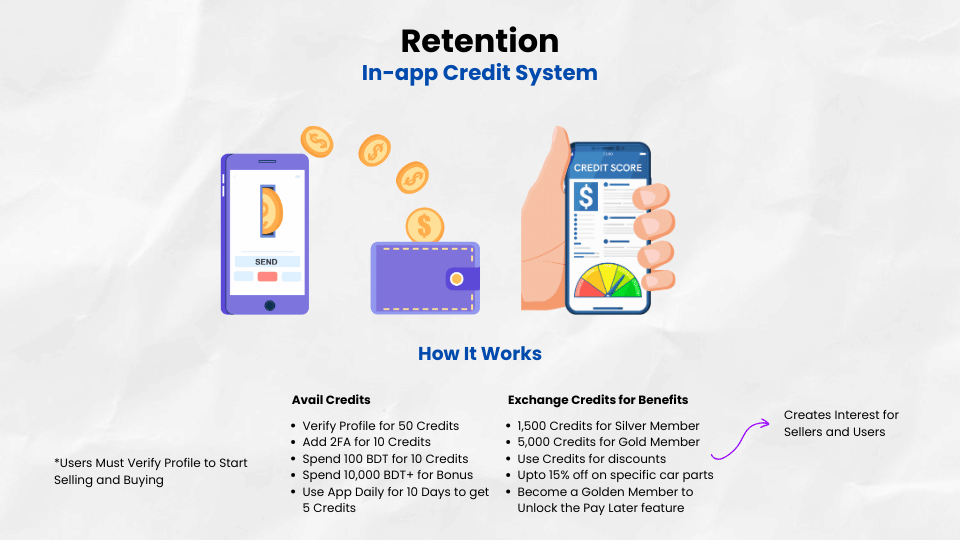 Retention
In-app Credit System
SEND
CREDIT SCORE
$
$
How It Works
Avail Credits
• Verify Profile for 50 Credits
• Add 2FA for 10 Credits
• Spend 100 BDT for 10 Credits
• Spend 10,000 BDT+ for Bonus
• Use App Daily for 10 Days to get
5 Credits
Exchange Credits for Benefits
• 1,500 Credits for Silver Member
• 5,000 Credits for Gold Member
• Use Credits for discounts
• Upto 15% off on specific car parts
• Become a Golden Member to
Unlock the Pay Later feature
Creates Interest for
Sellers and Users
*Users Must Verify Profile to Start
Selling and Buying